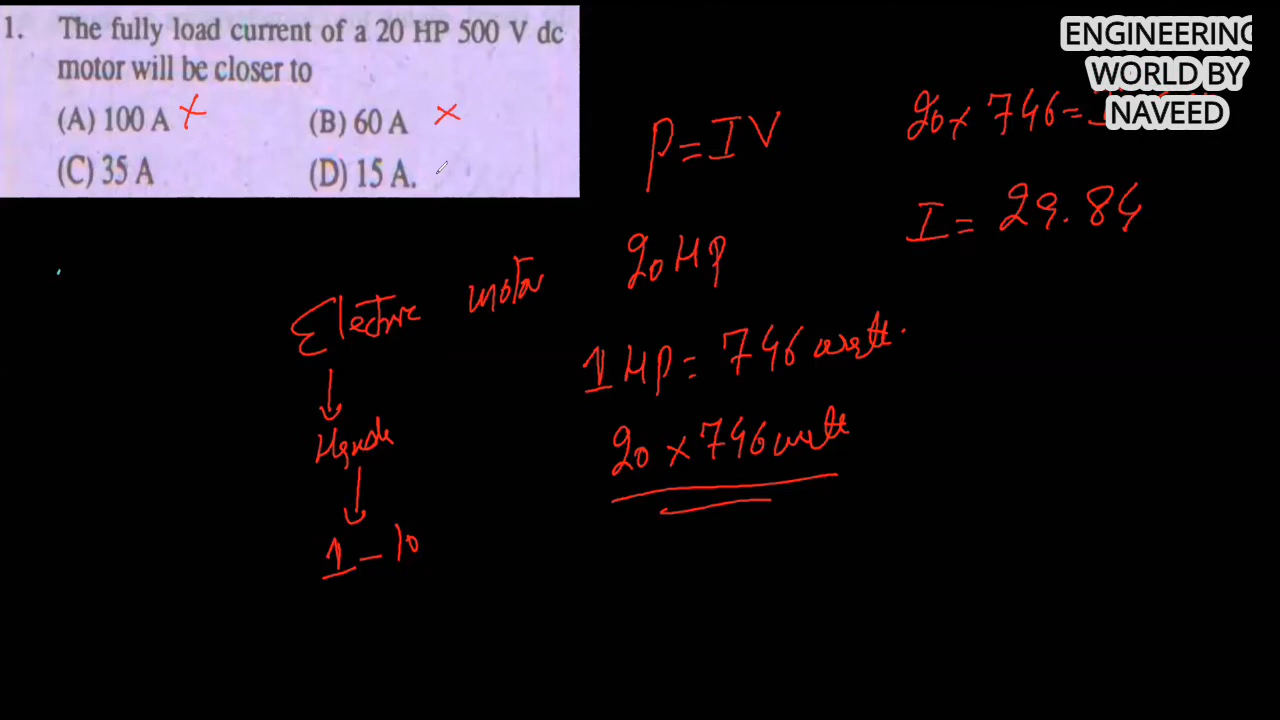 1. The fully load current of a 20 HP 500 V dc
motor will be closer to
(A) 100 A (B) 60 A
(C) 35 A (D) 15 A.
ENGINEERING
WORLD BY
NAVEED
P=IV
20 x 746=
I= 29.84
20 HP
Electric motor
1 HP= 746 watt.
20 x 746 watt
1 - 10